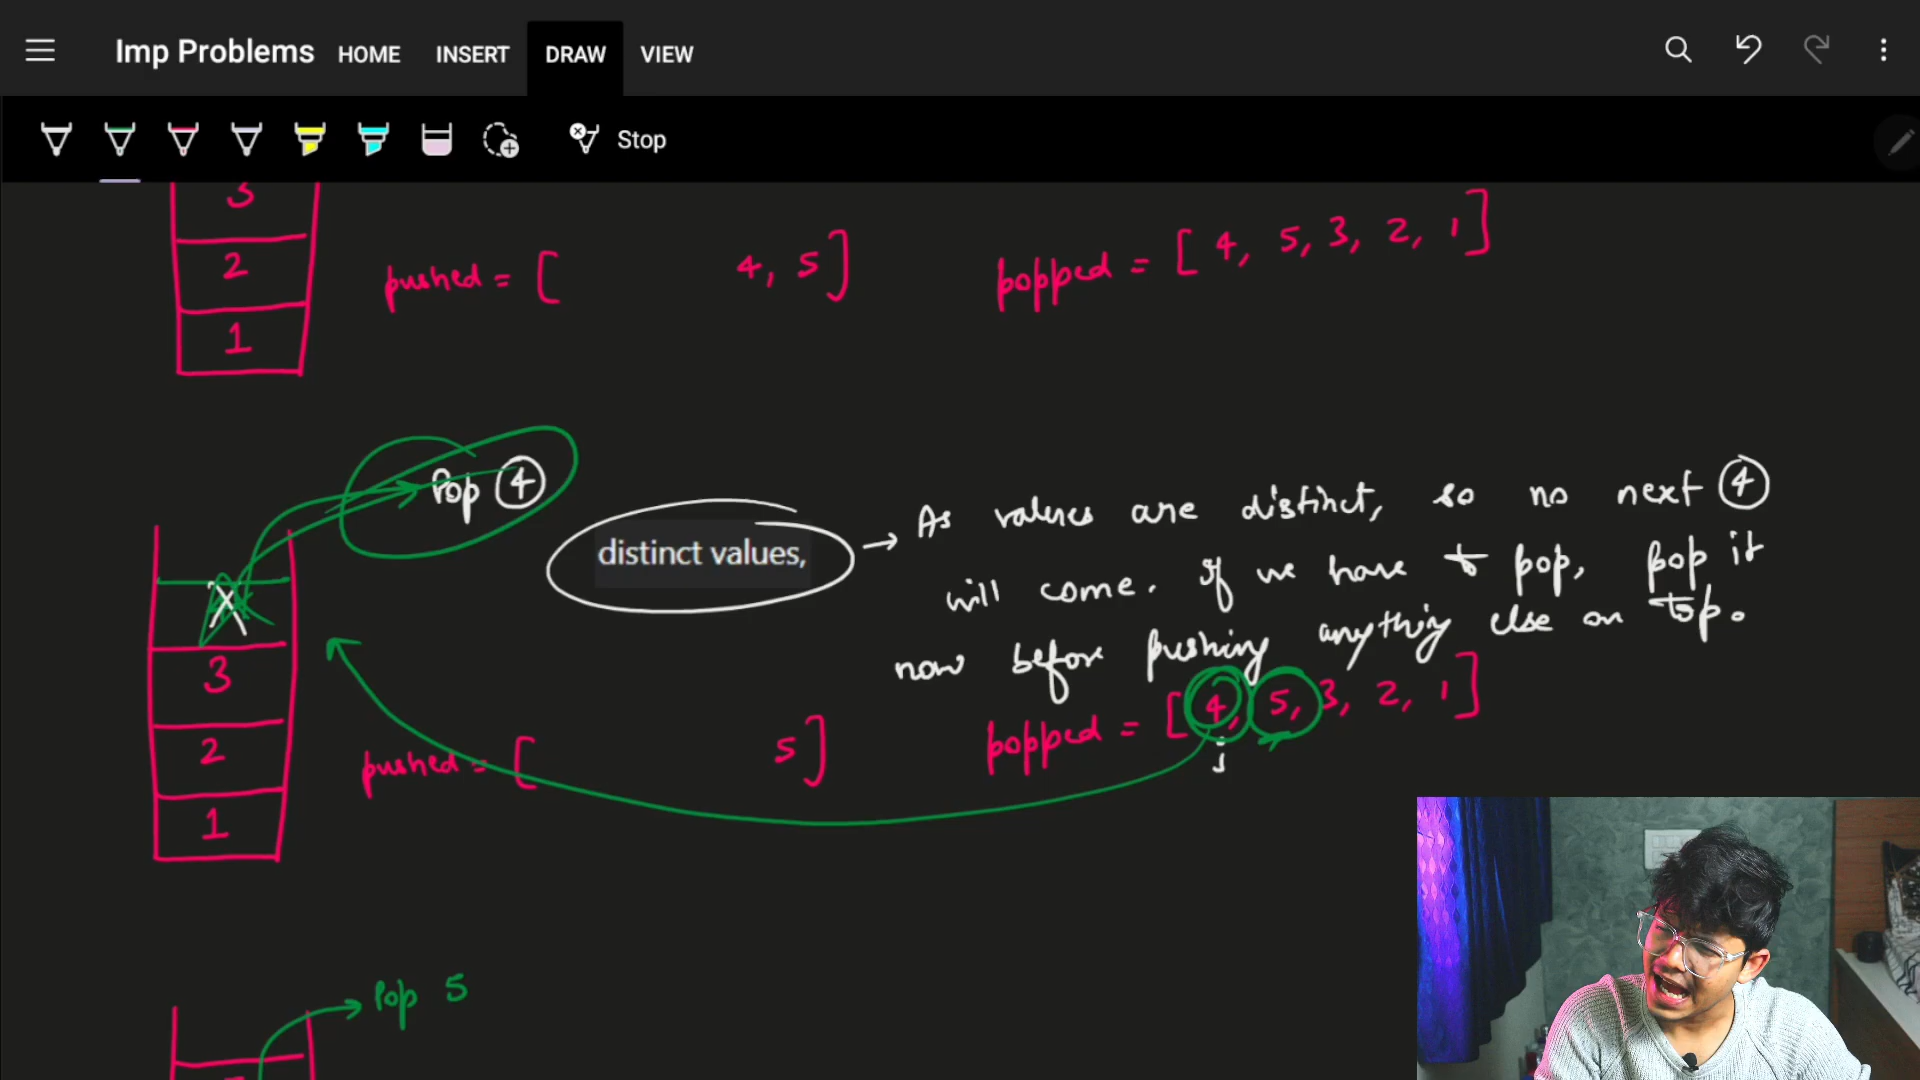 Imp Problems HOME INSERT DRAW VIEW
Stop
3
2
1
pushed = [ 4, 5]
popped = [4, 5, 3, 2, 1]
Pop 4
distinct values,
→ As values are distinct, so no next 4
will come. If we have to pop, pop it
now before pushing anything else on top.
3
2
1
pushed = [ 5]
popped = [4, 5, 3, 2, 1]
j
Pop 5